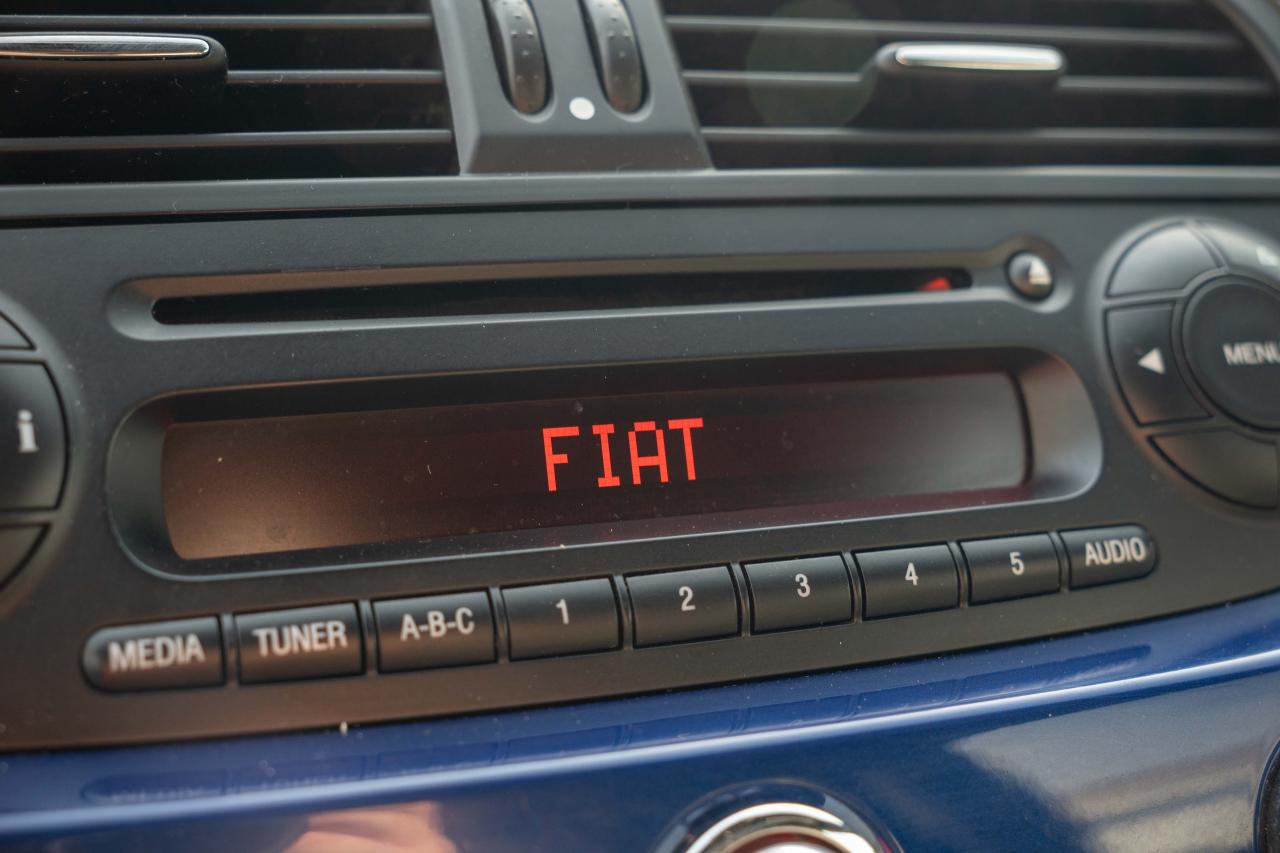 i
MENU
FIAT
MEDIA TUNER A-B-C 1 2 3 4 5 AUDIO